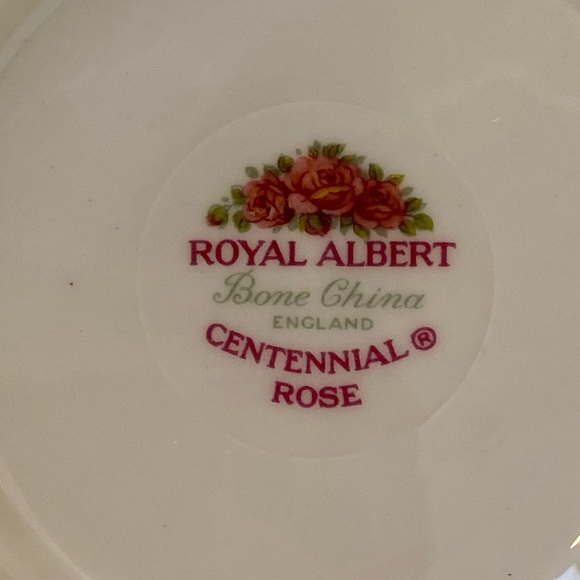 ROYAL ALBERT
Bone China
ENGLAND
CENTENNIAL®
ROSE